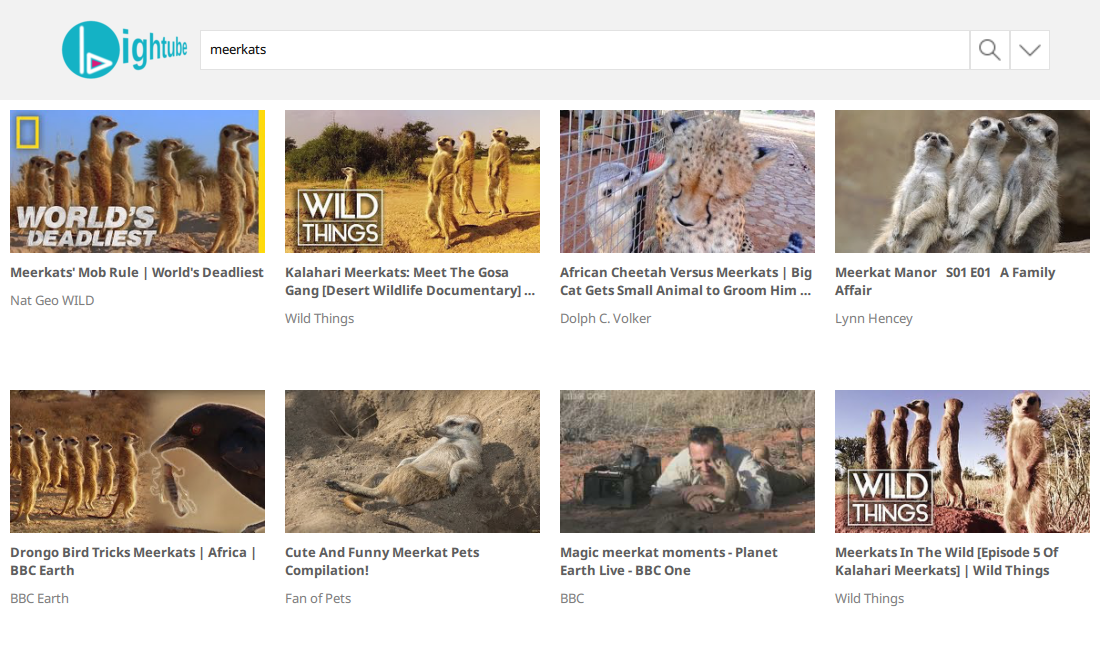 ightube
meerkats
WORLD'S
DEADLIEST
WILD
THINGS
Meerkats' Mob Rule | World's Deadliest
Nat Geo WILD
Kalahari Meerkats: Meet The Gosa
Gang [Desert Wildlife Documentary] ...
Wild Things
African Cheetah Versus Meerkats | Big
Cat Gets Small Animal to Groom Him ...
Dolph C. Volker
Meerkat Manor S01 E01 A Family
Affair
Lynn Hencey
WILD
THINGS
Drongo Bird Tricks Meerkats | Africa |
BBC Earth
BBC Earth
Cute And Funny Meerkat Pets
Compilation!
Fan of Pets
Magic meerkat moments - Planet
Earth Live - BBC One
BBC
Meerkats In The Wild [Episode 5 Of
Kalahari Meerkats] | Wild Things
Wild Things